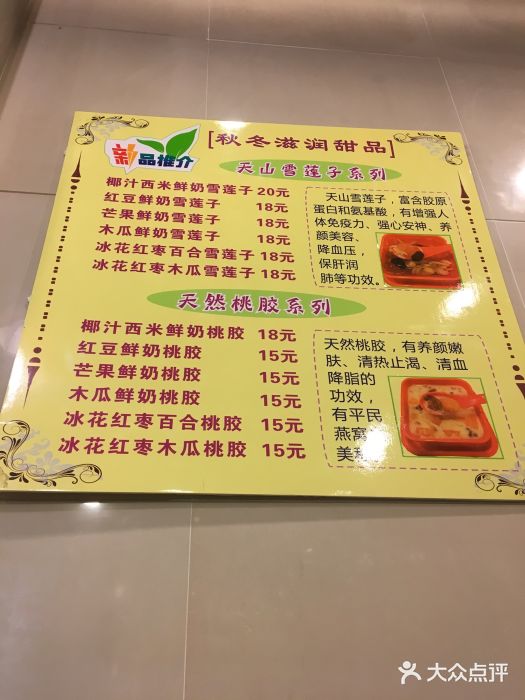 新品推介
[秋冬滋润甜品]
天山雪莲子系列
椰汁西米鲜奶雪莲子 20元
红豆鲜奶雪莲子 18元
芒果鲜奶雪莲子 18元
木瓜鲜奶雪莲子 18元
冰花红枣百合雪莲子 18元
冰花红枣木瓜雪莲子 18元
天山雪莲子，富含胶原
蛋白和氨基酸，有增强人
体免疫力、强心安神、养
颜美容、
降血压，
保肝润
肺等功效。
天然桃胶系列
椰汁西米鲜奶桃胶 18元
红豆鲜奶桃胶 15元
芒果鲜奶桃胶 15元
木瓜鲜奶桃胶 15元
冰花红枣百合桃胶 15元
冰花红枣木瓜桃胶 15元
天然桃胶，有养颜嫩
肤、清热止渴、清血
降脂的
功效，
有平民
燕窝
美
大众点评